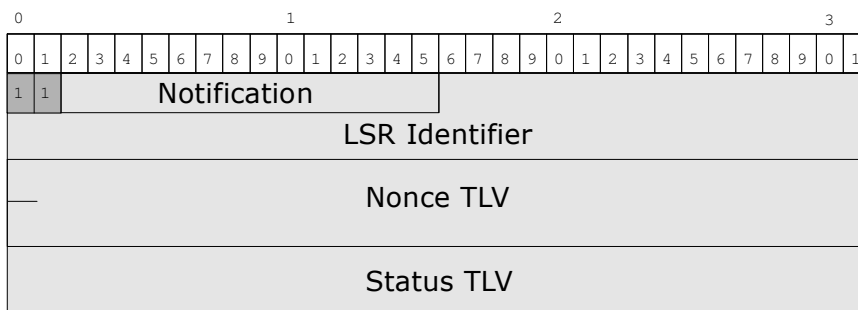 0 1 2 3
0 1 2 3 4 5 6 7 8 9 0 1 2 3 4 5 6 7 8 9 0 1 2 3 4 5 6 7 8 9 0 1
1 1 Notification
LSR Identifier
Nonce TLV
Status TLV